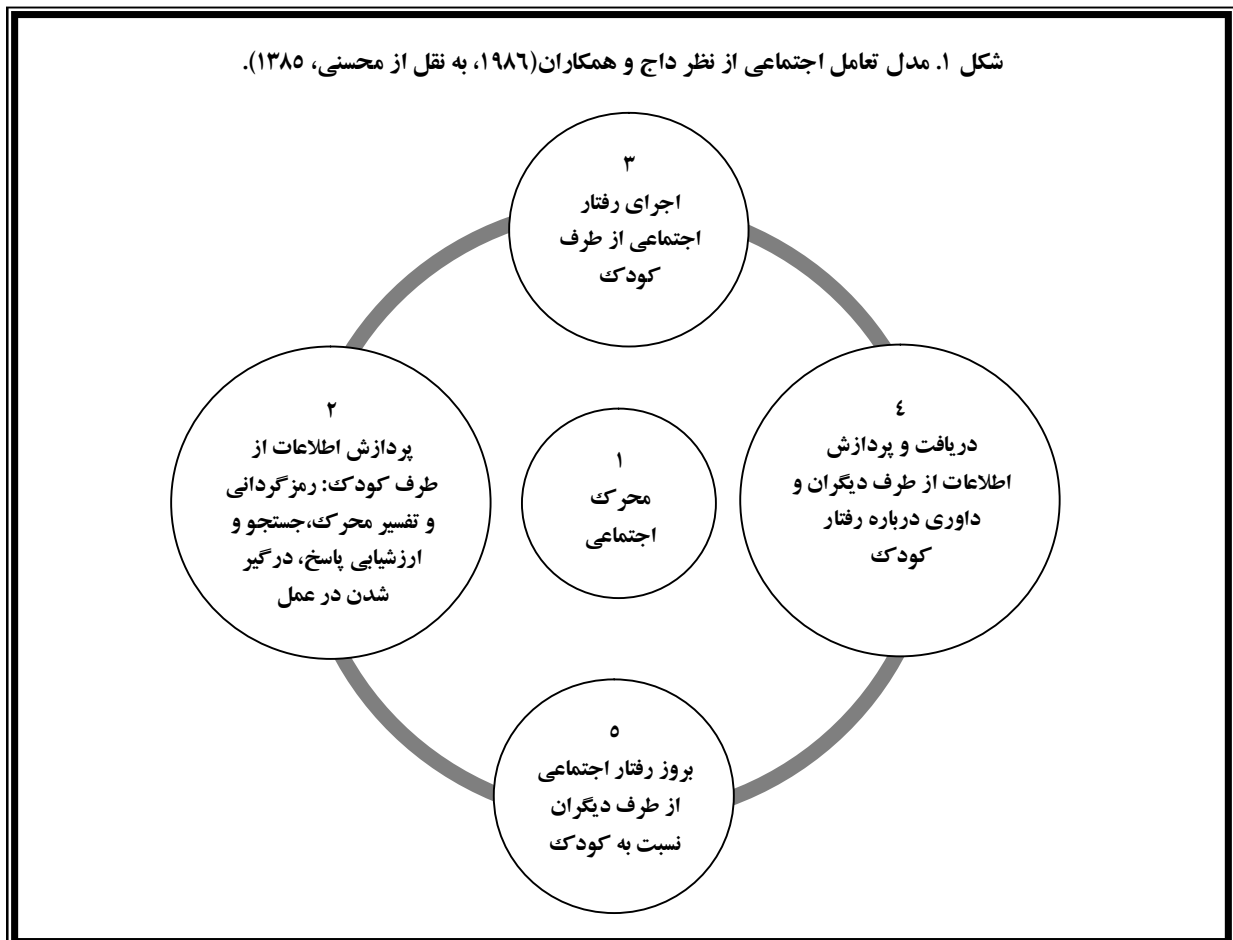 شکل ۱. مدل تعامل اجتماعی از نظر داج و همکاران(۱۹۸۶، به نقل از محسنی، ۱۳۸۵).
۳
اجرای رفتار
اجتماعی از طرف
کودک
۴
دریافت و پردازش
اطلاعات از طرف دیگران و
داوری درباره رفتار
کودک
۲
پردازش اطلاعات از
طرف کودک: رمزگردانی
و تفسیر محرک،جستجو و
ارزشیابی پاسخ، درگیر
شدن در عمل
۱
محرک
اجتماعی
۵
بروز رفتار اجتماعی
از طرف دیگران
نسبت به کودک